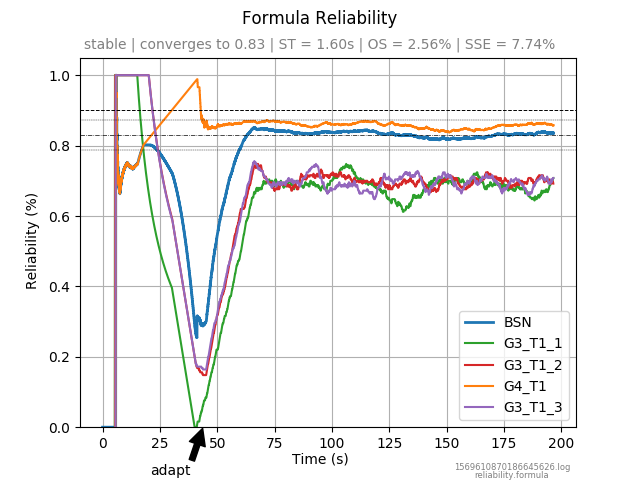 Formula Reliability
stable | converges to 0.83 | ST = 1.60s | OS = 2.56% | SSE = 7.74%
Reliability (%)
1.0
0.8
0.6
0.4
0.2
0.0
BSN
G3_T1_1
G3_T1_2
G4_T1
G3_T1_3
0 25 50 75 100 125 150 175 200
adapt
Time (s)
1569610870186645626.log
reliability.formula